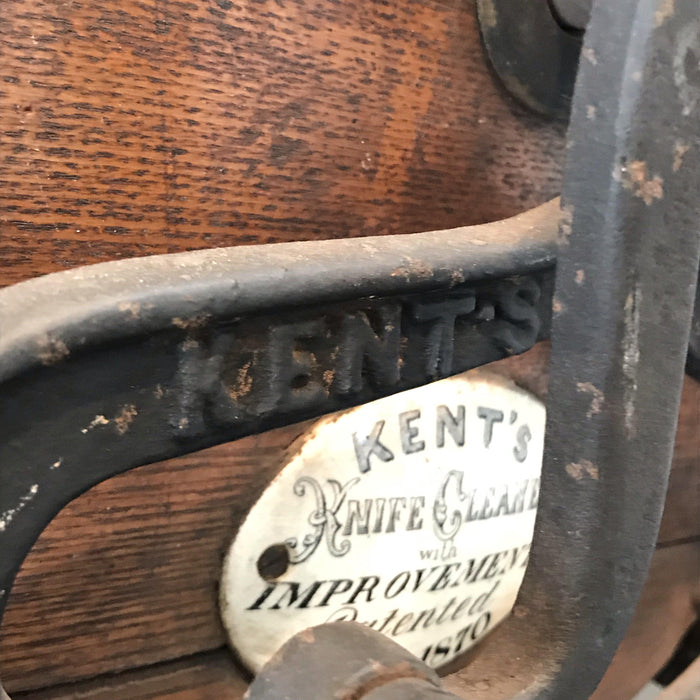 KENT'S
KENT'S
KNIFE CLEANE
with
IMPROVEMENT
Patented
1870